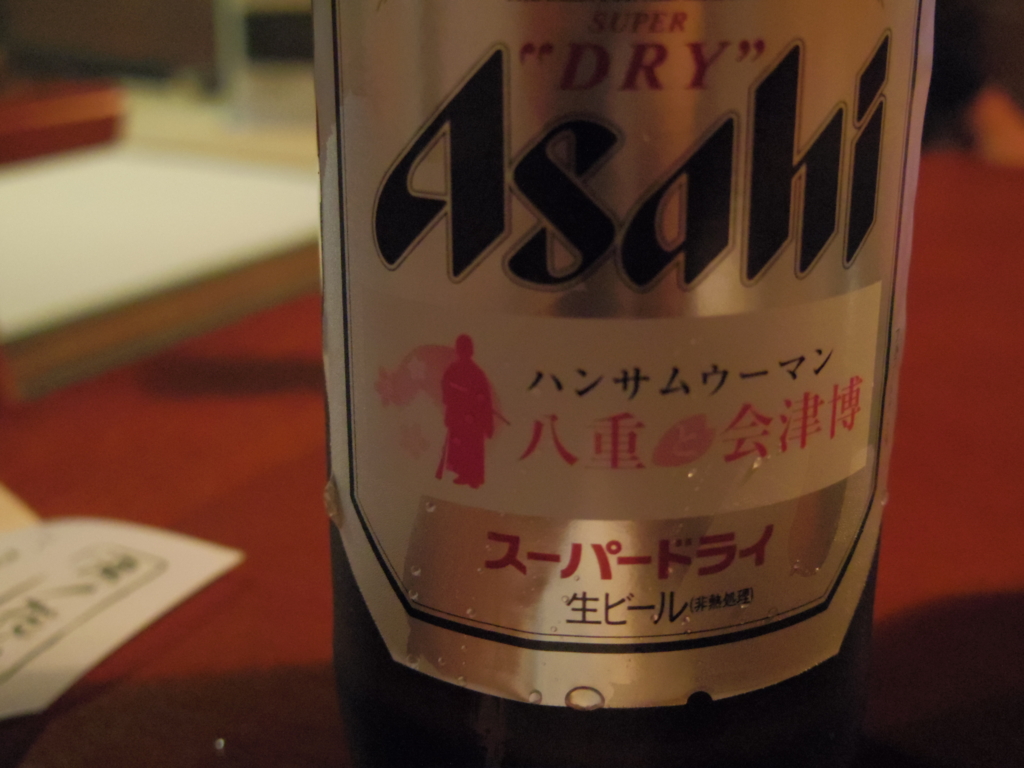 SUPER
"DRY"
Asahi
ハンサムウーマン
八重と会津博
スーパードライ
生ビール(非熱処理)